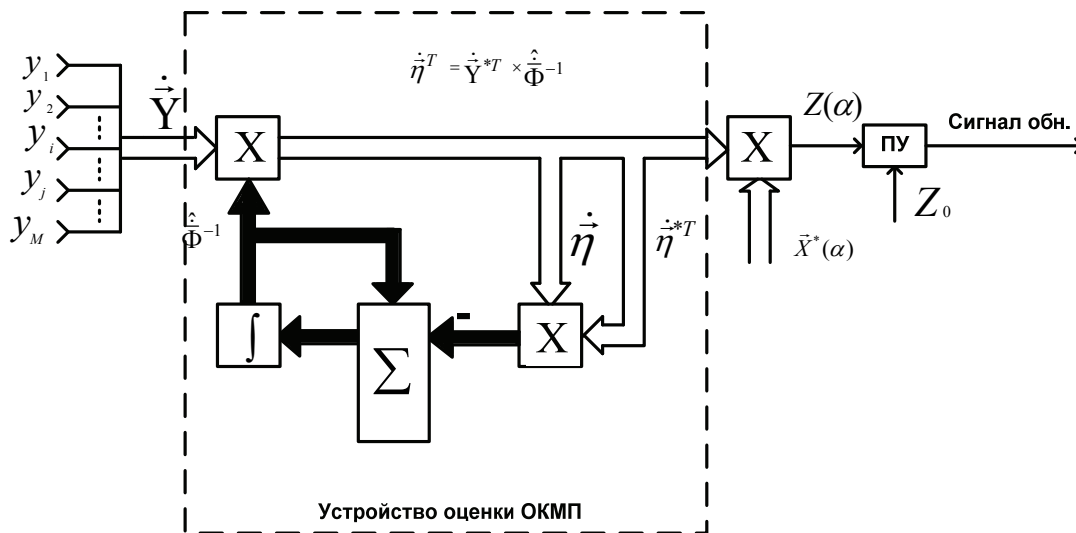 y₁
y₂
yᵢ
yⱼ
y_M
Ẏ⃗
η̇⃗ᵀ = Ẏ⃗*ᵀ × Φ̲̇̂⁻¹
X
X
Z(α)
ПУ
Сигнал обн.
Z₀
X⃗*(α)
Φ̲̇̂⁻¹
η̇⃗
η̇⃗*ᵀ
∫
Σ
-
X
Устройство оценки ОКМП